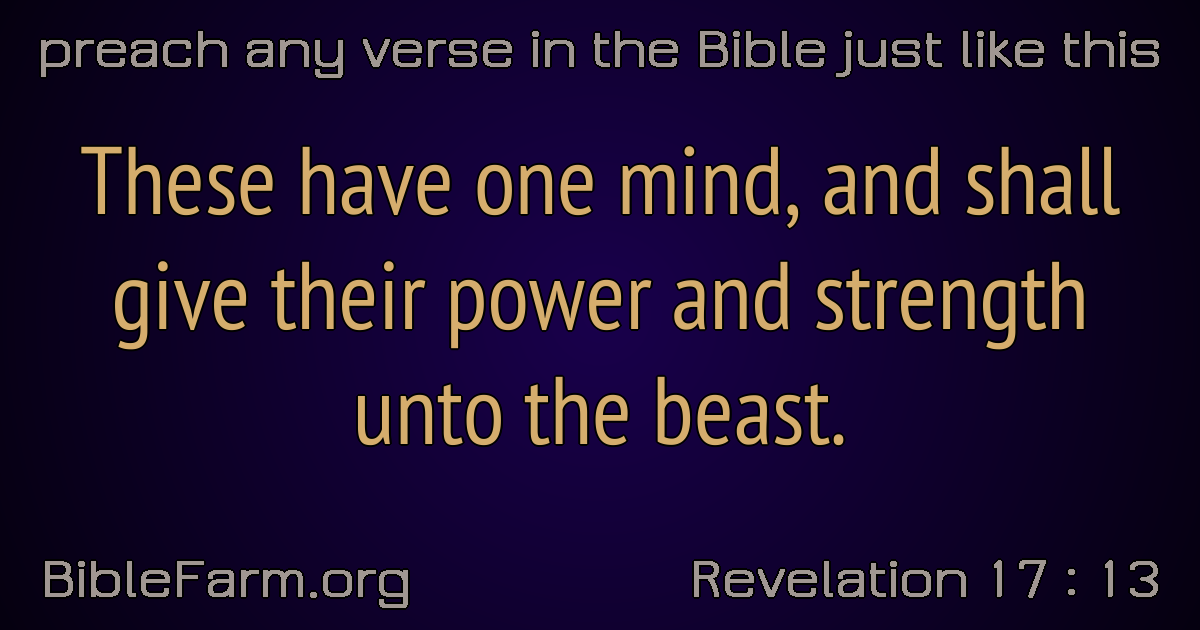 preach any verse in the Bible just like this
These have one mind, and shall
give their power and strength
unto the beast.
BibleFarm.org
Revelation 17 : 13